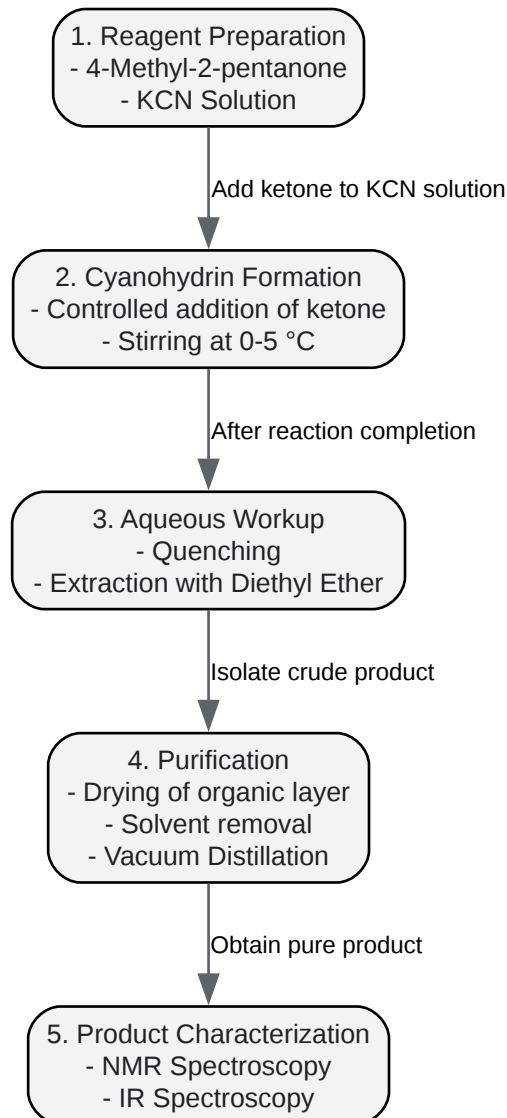 1. Reagent Preparation
- 4-Methyl-2-pentanone
- KCN Solution
Add ketone to KCN solution
2. Cyanohydrin Formation
- Controlled addition of ketone
- Stirring at 0-5 °C
After reaction completion
3. Aqueous Workup
- Quenching
- Extraction with Diethyl Ether
Isolate crude product
4. Purification
- Drying of organic layer
- Solvent removal
- Vacuum Distillation
Obtain pure product
5. Product Characterization
- NMR Spectroscopy
- IR Spectroscopy